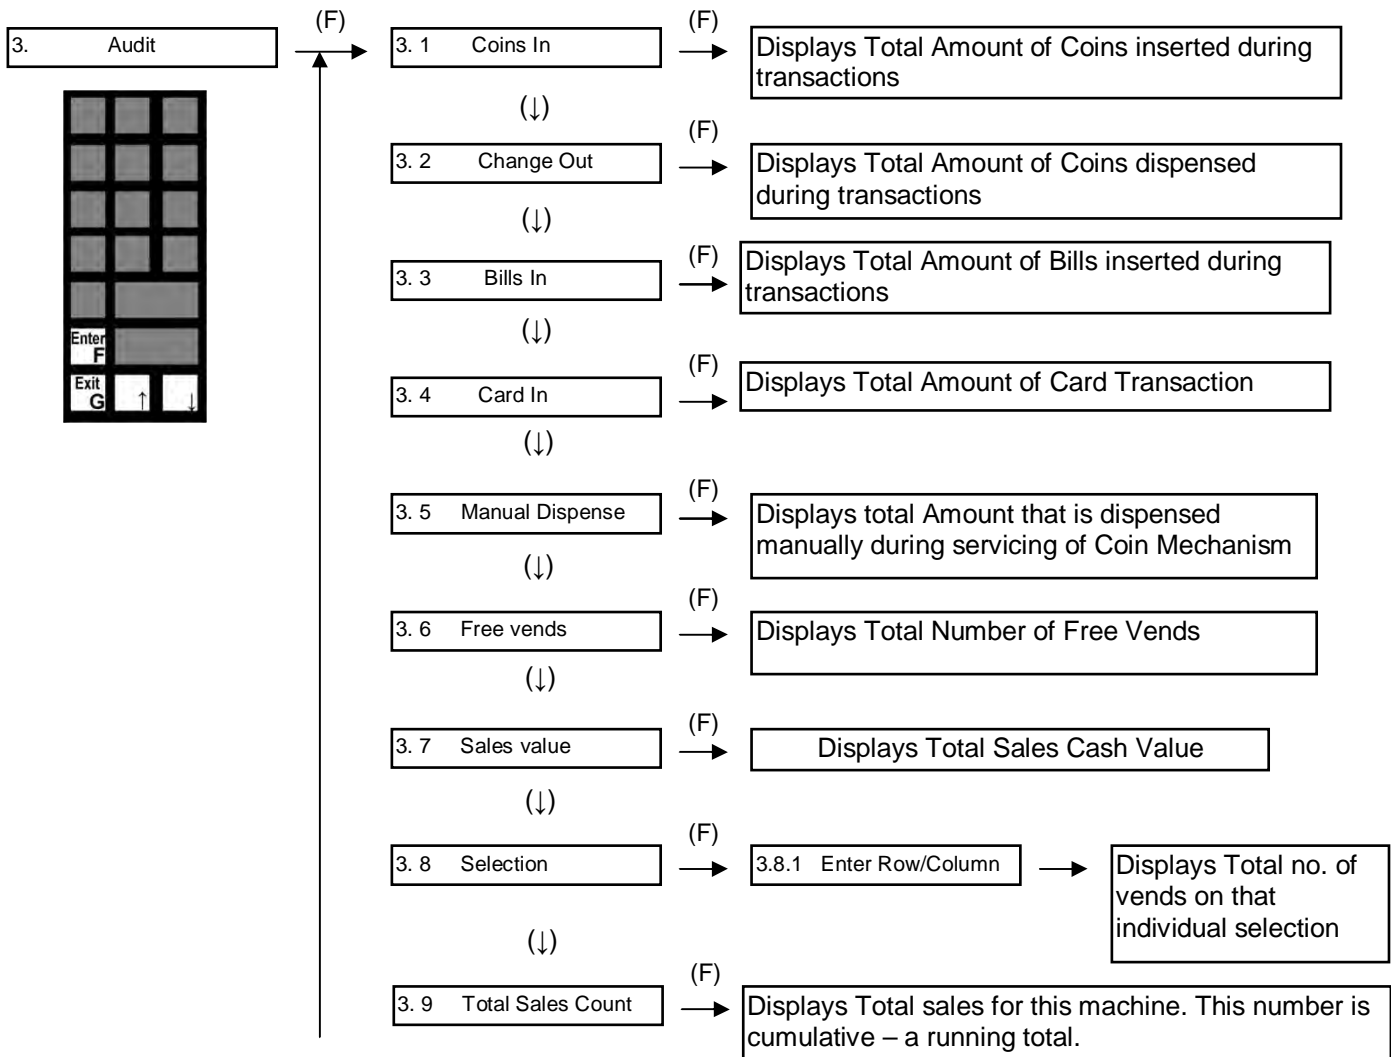 (F)
(F)
3. Audit
3. 1 Coins In
Displays Total Amount of Coins inserted during
transactions
(↓)
(F)
3. 2 Change Out
Displays Total Amount of Coins dispensed
during transactions
(↓)
(F)
3. 3 Bills In
Displays Total Amount of Bills inserted during
transactions
(↓)
Enter
F
(F)
3. 4 Card In
Displays Total Amount of Card Transaction
Exit
G ↑ ↓
(↓)
(F)
3. 5 Manual Dispense
Displays total Amount that is dispensed
manually during servicing of Coin Mechanism
(↓)
(F)
3. 6 Free vends
Displays Total Number of Free Vends
(↓)
(F)
3. 7 Sales value
Displays Total Sales Cash Value
(↓)
(F)
3. 8 Selection
3.8.1 Enter Row/Column
Displays Total no. of
vends on that
individual selection
(↓)
(F)
3. 9 Total Sales Count
Displays Total sales for this machine. This number is
cumulative – a running total.